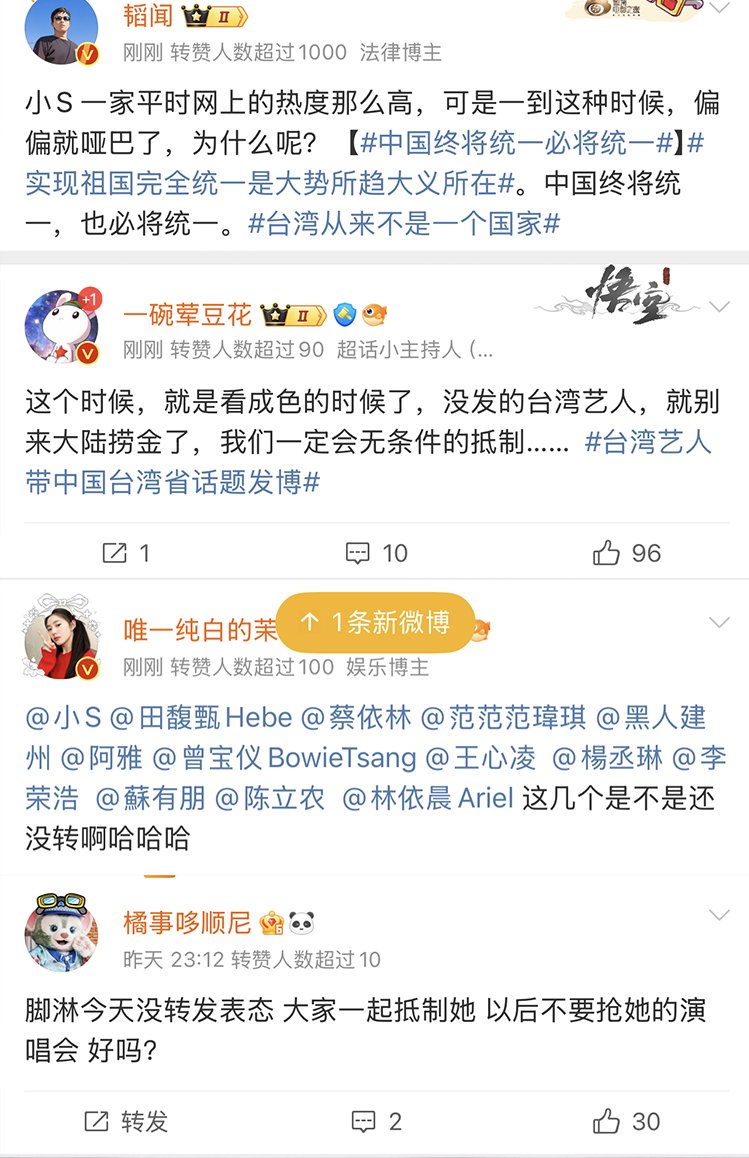 韬闻 II
刚刚 转赞人数超过1000 法律博主
小S 一家平时网上的热度那么高，可是一到这种时候，偏
偏就哑巴了，为什么呢？【#中国终将统一必将统一#】#
实现祖国完全统一是大势所趋大义所在#。中国终将统
一，也必将统一。#台湾从来不是一个国家#
悟空
+1
一碗荤豆花 II
刚刚 转赞人数超过90 超话小主持人（...
这个时候，就是看成色的时候了，没发的台湾艺人，就别
来大陆捞金了，我们一定会无条件的抵制...... #台湾艺人
带中国台湾省话题发博#
1 10 96
唯一纯白的茉
↑ 1条新微博
刚刚 转赞人数超过100 娱乐博主
@小S @田馥甄Hebe @蔡依林 @范范范瑋琪 @黑人建
州 @阿雅 @曾宝仪BowieTsang @王心凌 @楊丞琳 @李
荣浩 @蘇有朋 @陈立农 @林依晨Ariel 这几个是不是还
没转啊哈哈哈
橘事哆顺尼
昨天 23:12 转赞人数超过10
脚淋今天没转发表态 大家一起抵制她 以后不要抢她的演
唱会 好吗?
转发 2 30